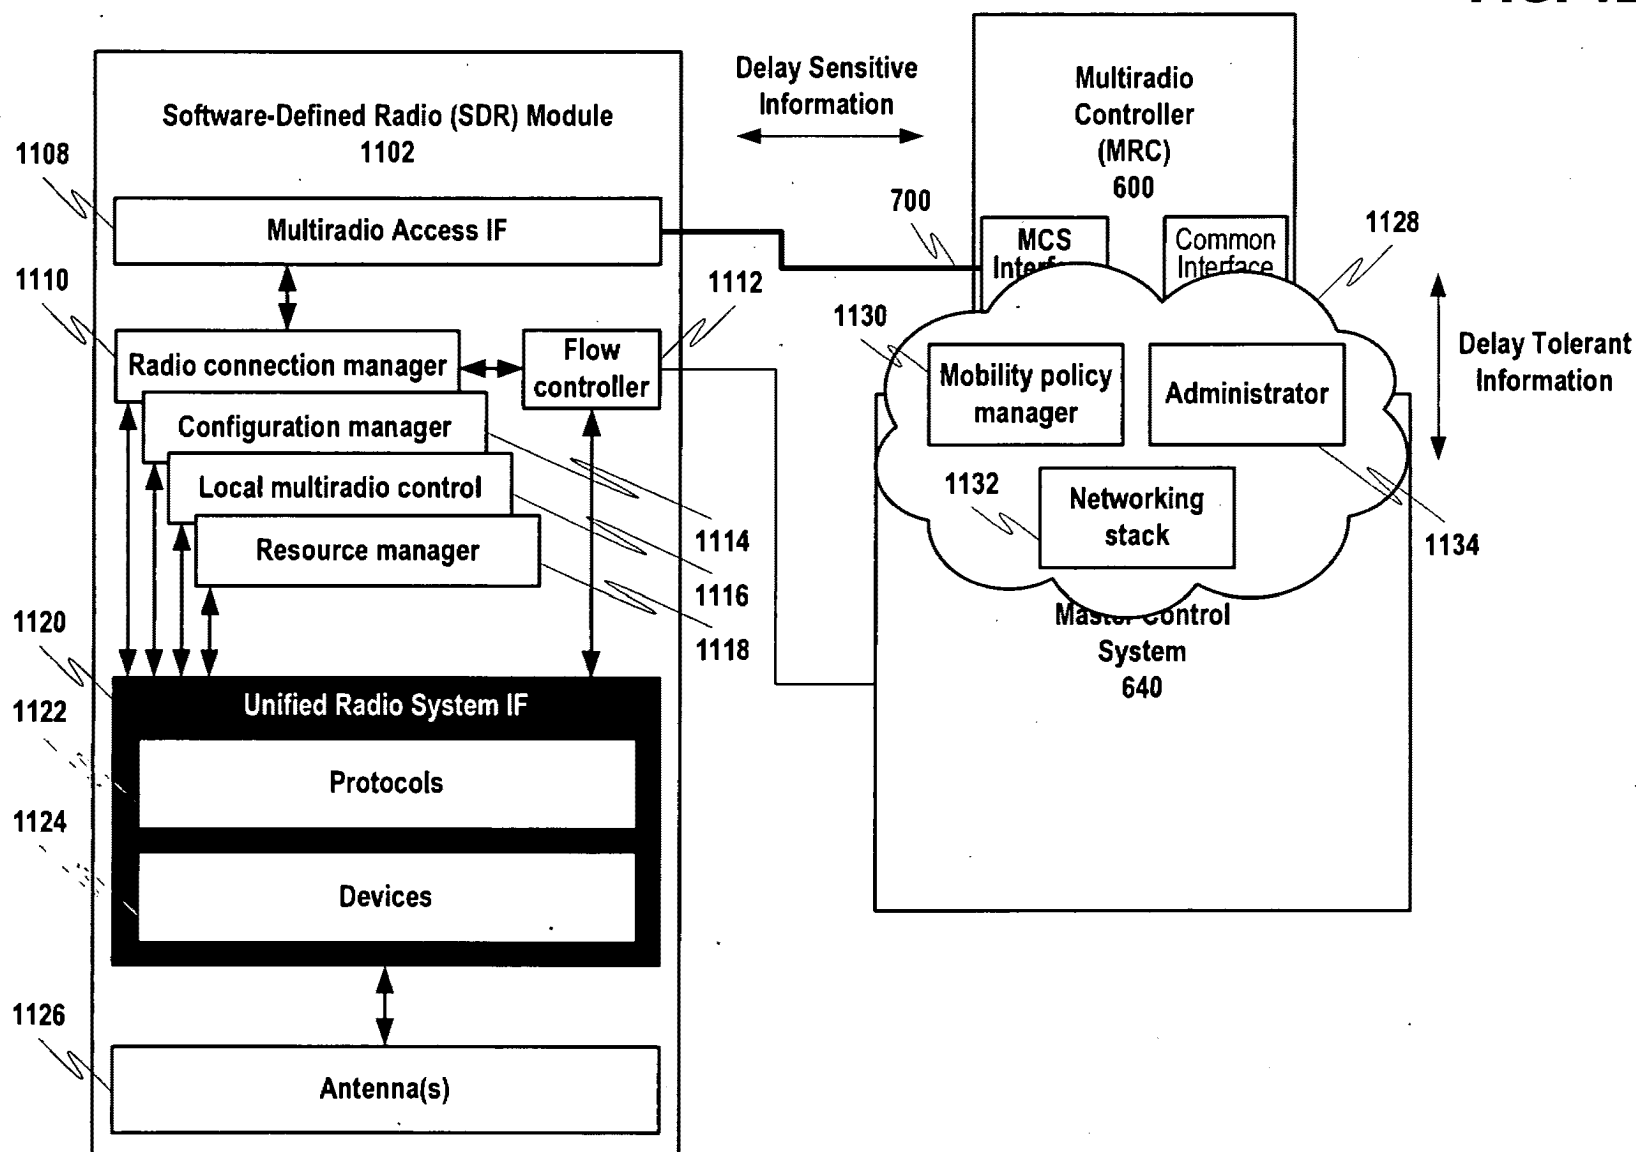 Software-Defined Radio (SDR) Module
1102
1108
Multiradio Access IF
1110
Radio connection manager
Flow
controller
1112
Configuration manager
Local multiradio control
Resource manager
1114
1116
1118
1120
Unified Radio System IF
1122
Protocols
1124
Devices
1126
Antenna(s)
Delay Sensitive
Information
700
Multiradio
Controller
(MRC)
600
MCS
Common
Interface
1128
1130
Mobility policy
manager
Administrator
1132
Networking
stack
1134
Delay Tolerant
Information
Master Control
System
640